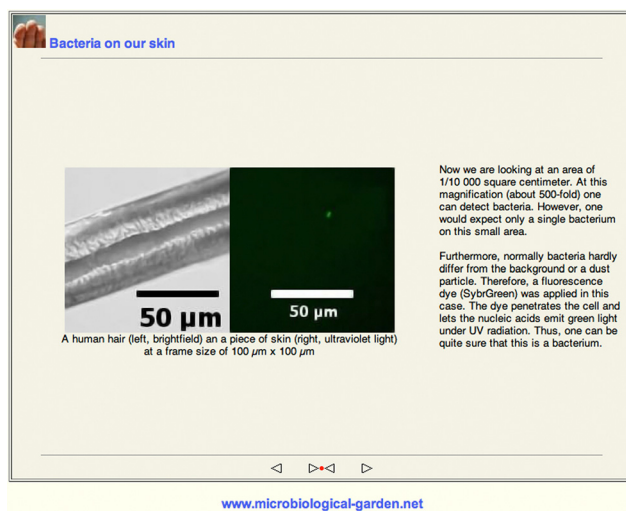 Bacteria on our skin
50 µm
50 µm
A human hair (left, brightfield) an a piece of skin (right, ultraviolet light)
at a frame size of 100 µm x 100 µm
Now we are looking at an area of
1/10 000 square centimeter. At this
magnification (about 500-fold) one
can detect bacteria. However, one
would expect only a single bacterium
on this small area.
Furthermore, normally bacteria hardly
differ from the background or a dust
particle. Therefore, a fluorescence
dye (SybrGreen) was applied in this
case. The dye penetrates the cell and
lets the nucleic acids emit green light
under UV radiation. Thus, one can be
quite sure that this is a bacterium.
www.microbiological-garden.net